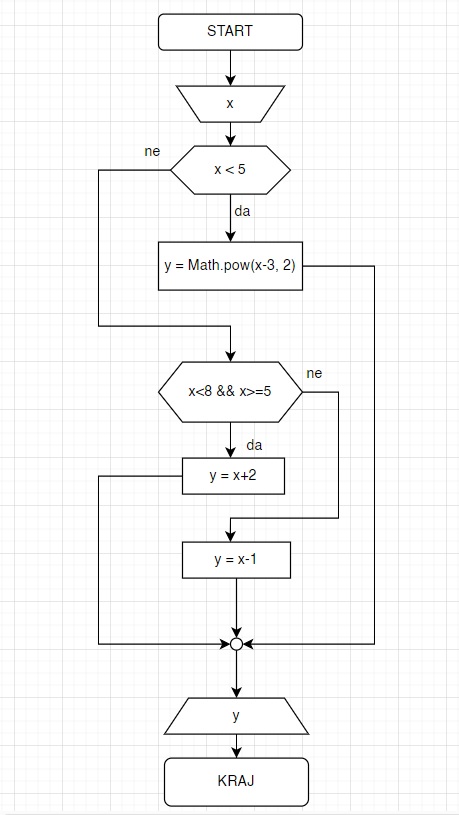 START
x
ne
x < 5
da
y = Math.pow(x-3, 2)
ne
x<8 && x>=5
da
y = x+2
y = x-1
y
KRAJ